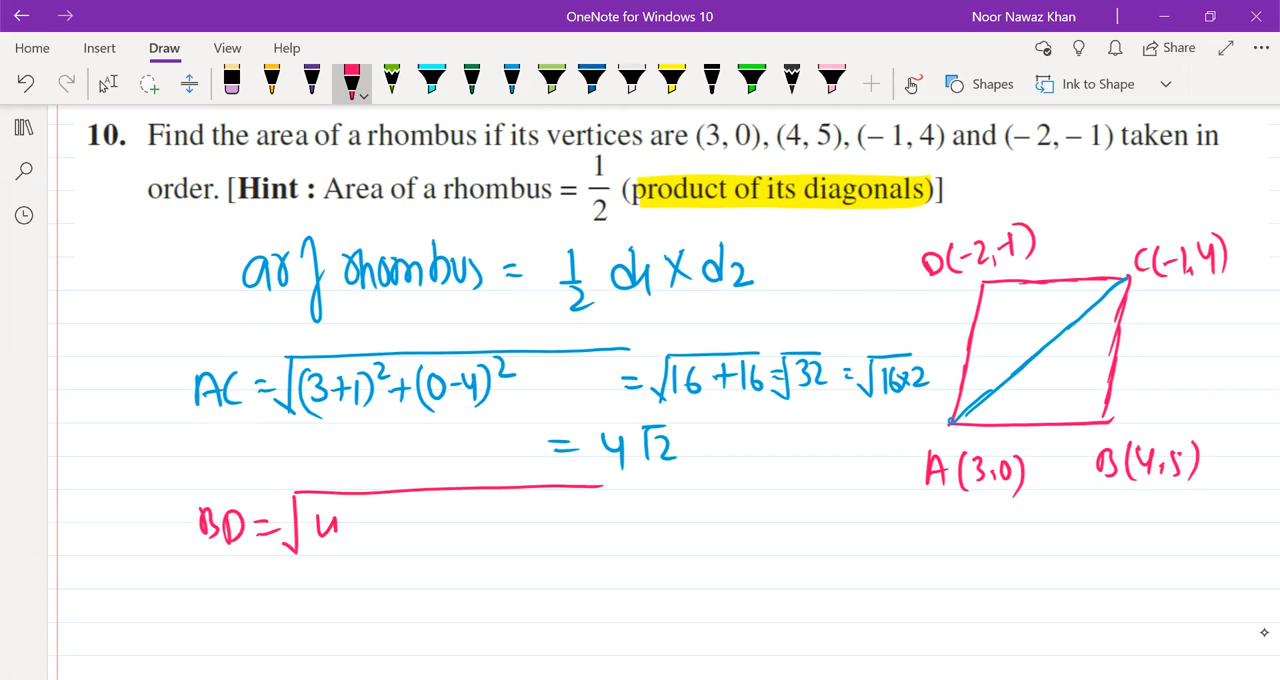 OneNote for Windows 10
Noor Nawaz Khan
Home Insert Draw View Help
Share
Shapes
Ink to Shape
10. Find the area of a rhombus if its vertices are (3, 0), (4, 5), (– 1, 4) and (– 2, – 1) taken in
order. [Hint : Area of a rhombus = 1/2 (product of its diagonals)]
ar of rhombus = 1/2 d1 × d2
D(-2,-1)
C(-1,4)
AC = √(3+1)² + (0-4)² = √16+16 = √32 = √16×2
= 4√2
A (3,0)
B (4,5)
BD = √4